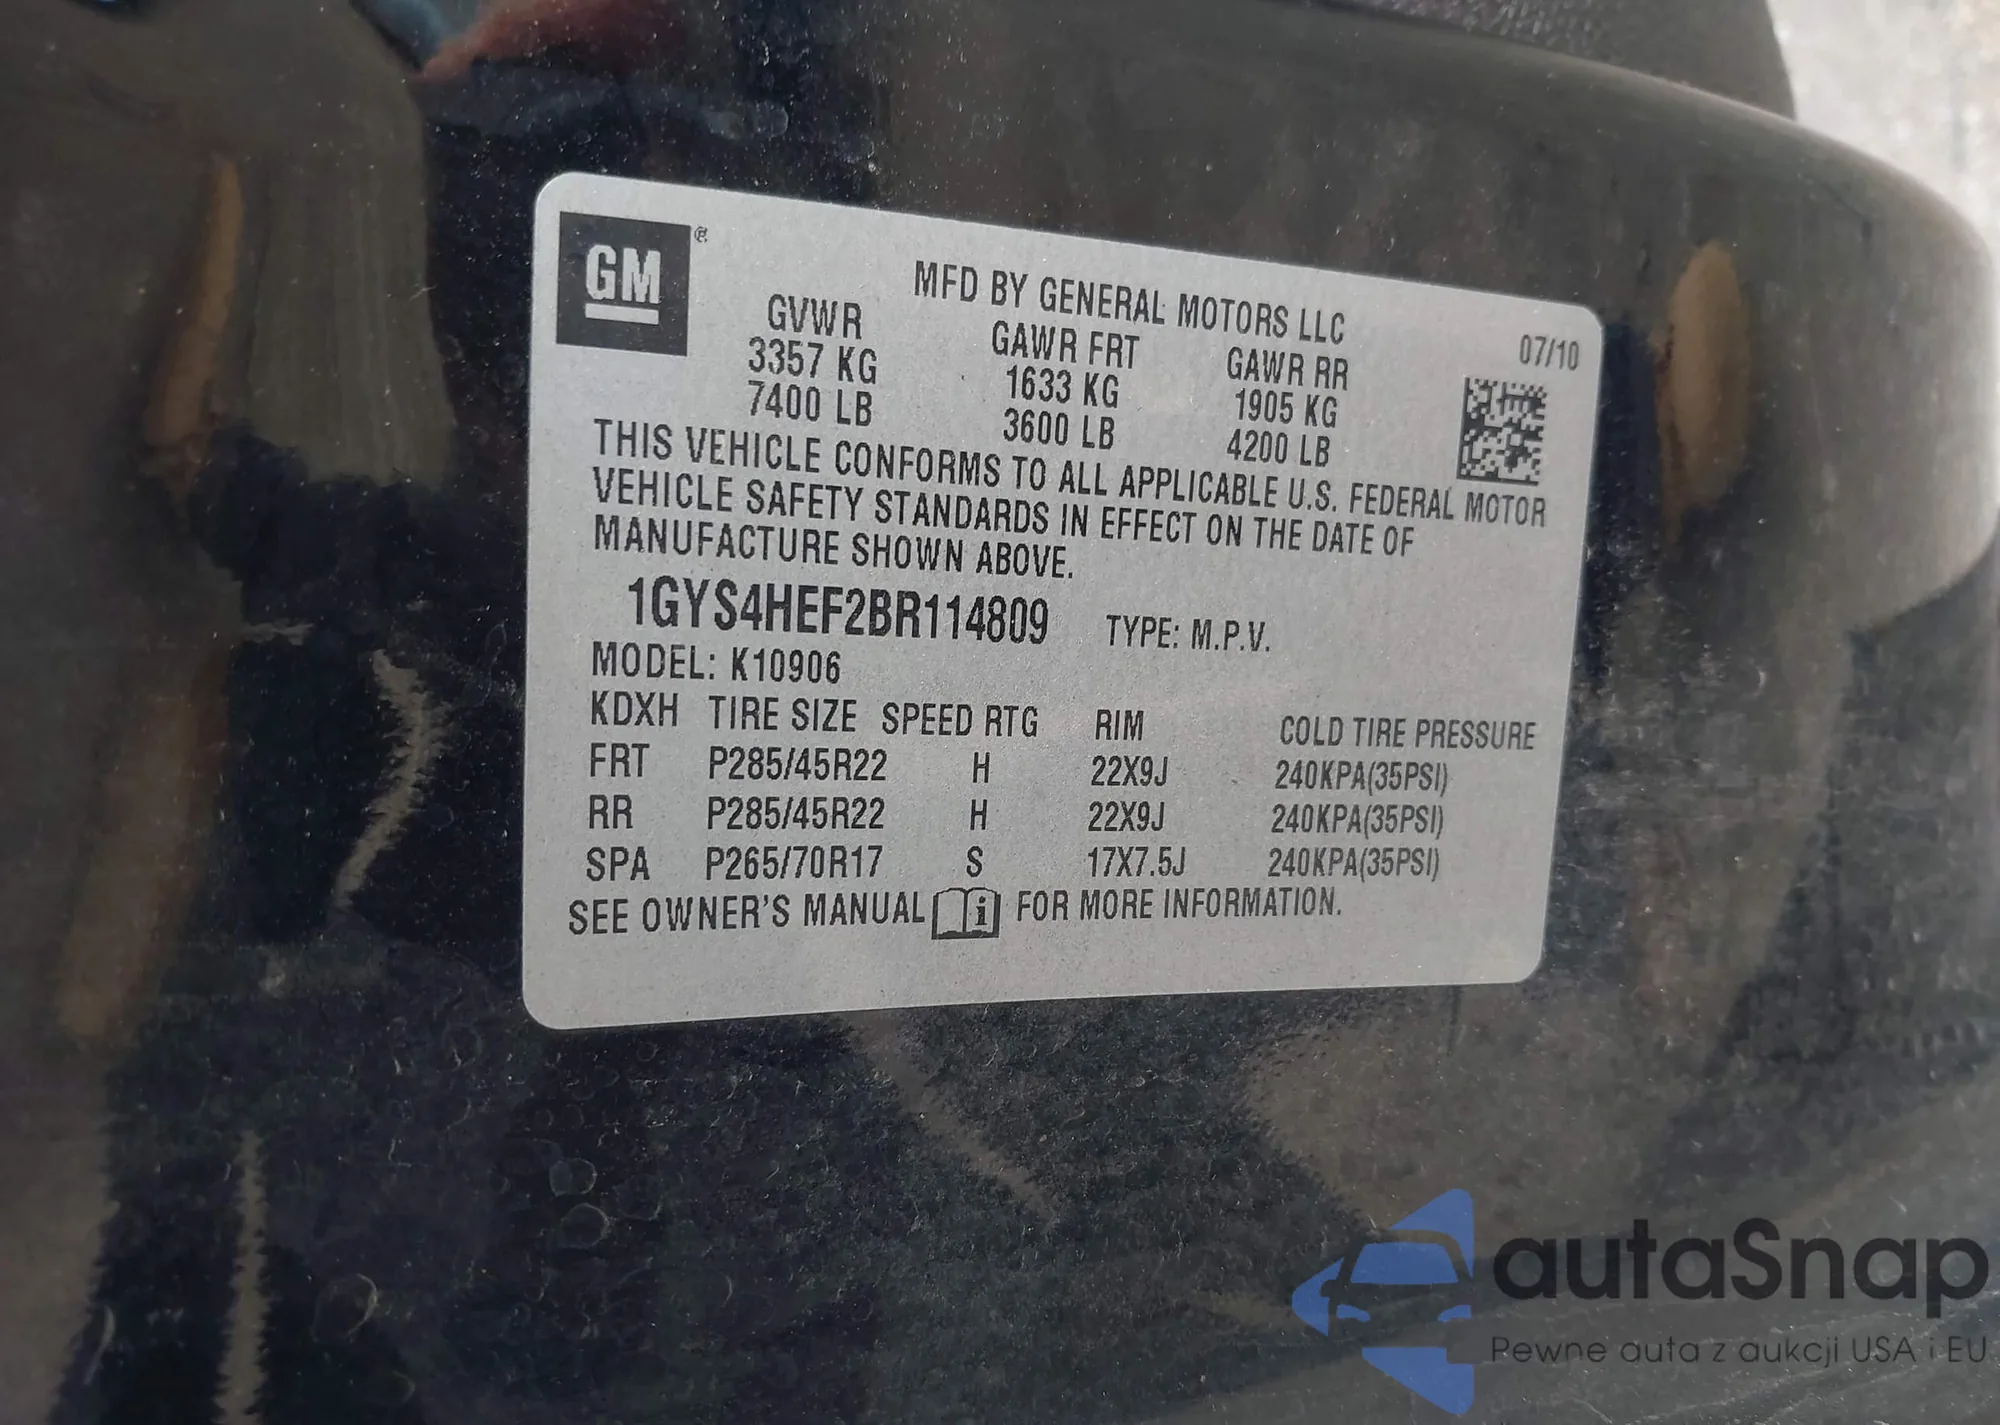 GM ®
MFD BY GENERAL MOTORS LLC
07/10
GVWR GAWR FRT GAWR RR
3357 KG 1633 KG 1905 KG
7400 LB 3600 LB 4200 LB
THIS VEHICLE CONFORMS TO ALL APPLICABLE U.S. FEDERAL MOTOR
VEHICLE SAFETY STANDARDS IN EFFECT ON THE DATE OF
MANUFACTURE SHOWN ABOVE.
1GYS4HEF2BR114809 TYPE: M.P.V.
MODEL: K10906
KDXH TIRE SIZE SPEED RTG RIM COLD TIRE PRESSURE
FRT P285/45R22 H 22X9J 240KPA(35PSI)
RR P285/45R22 H 22X9J 240KPA(35PSI)
SPA P265/70R17 S 17X7.5J 240KPA(35PSI)
SEE OWNER'S MANUAL i FOR MORE INFORMATION.
autaSnap
Pewne auta z aukcji USA i EU